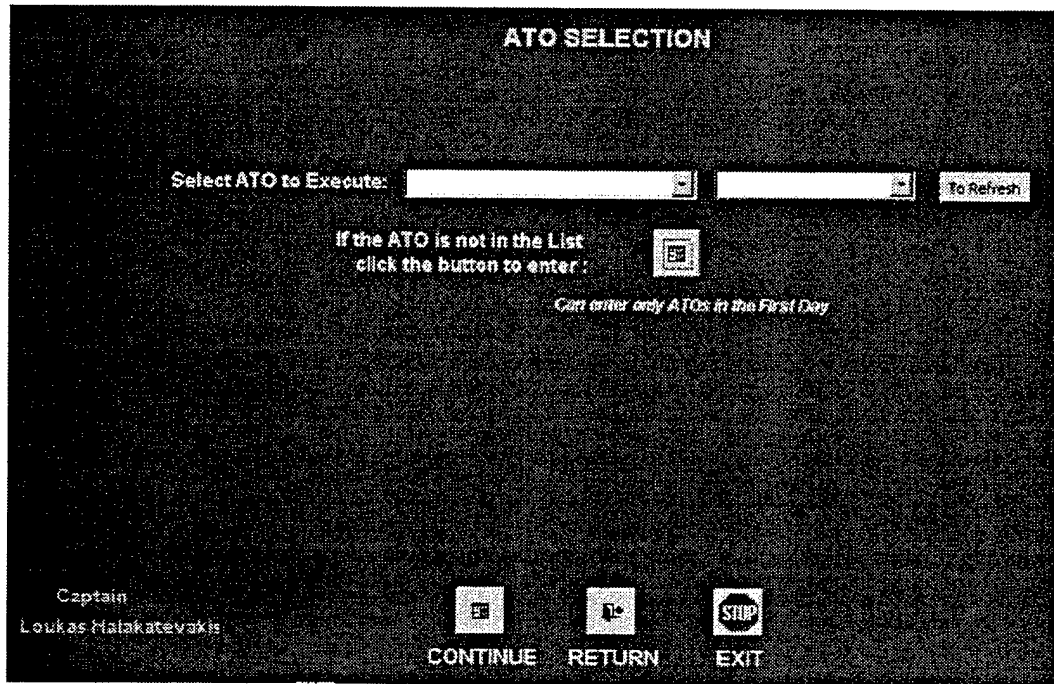 ATO SELECTION
Select ATO to Execute:
To Refresh
If the ATO is not in the List
click the button to enter :
Can enter only ATOs in the First Day
Captain
Loukas Halakatevakis
STOP
CONTINUE RETURN EXIT